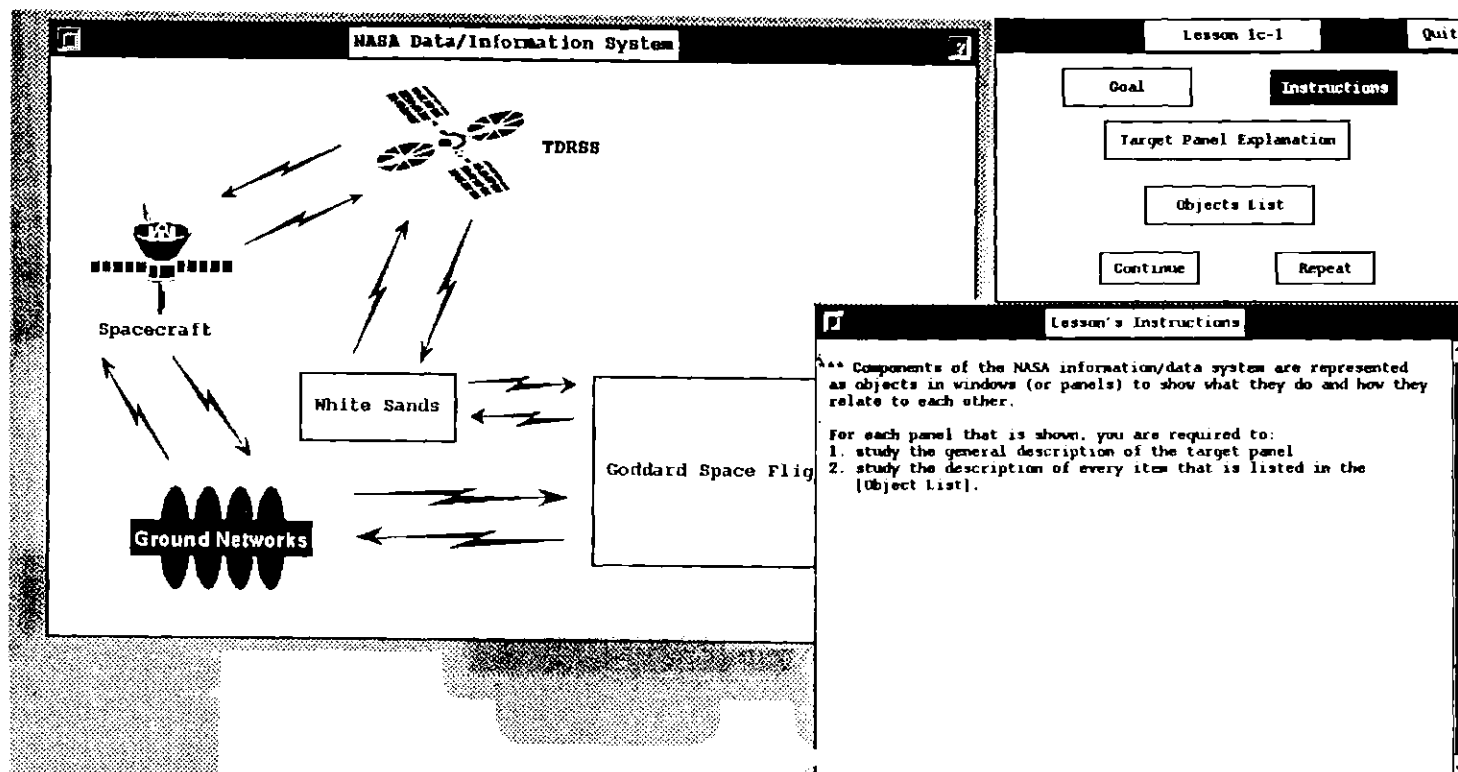 NASA Data/Information System
?
TDRSS
Spacecraft
White Sands
Goddard Space Flig
Ground Networks
Lesson 1c-1
Quit
Goal
Instructions
Target Panel Explanation
Objects List
Continue
Repeat
Lesson's Instructions
*** Components of the NASA information/data system are represented
as objects in windows (or panels) to show what they do and how they
relate to each other.
For each panel that is shown, you are required to:
1. study the general description of the target panel
2. study the description of every item that is listed in the
[Object List].